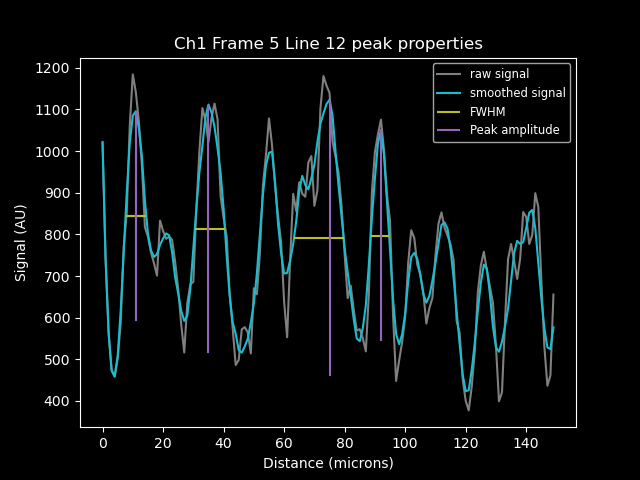 Ch1 Frame 5 Line 12 peak properties
raw signal
smoothed signal
FWHM
Peak amplitude
Signal (AU)
1200
1100
1000
900
800
700
600
500
400
0 20 40 60 80 100 120 140
Distance (microns)